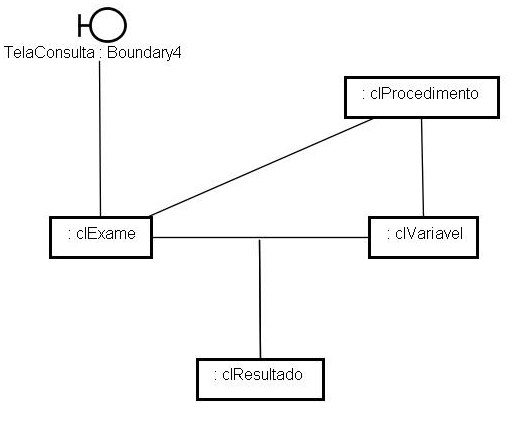 TelaConsulta : Boundary4
: clProcedimento
: clExame
: clVariavel
: clResultado